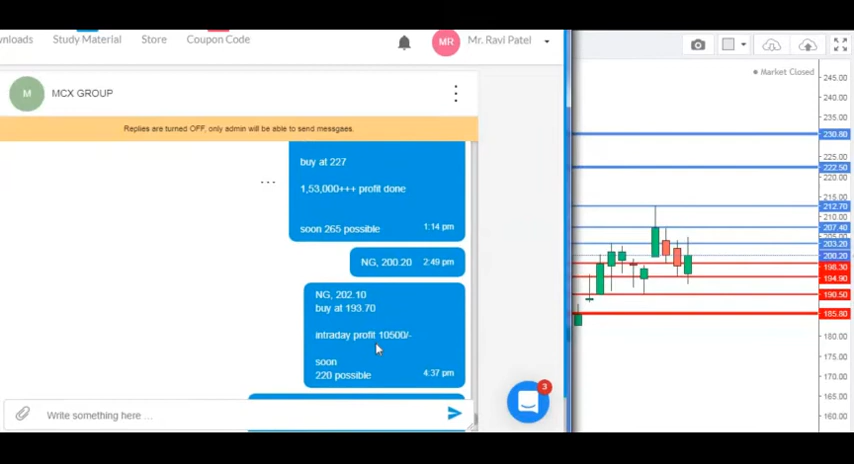 wnloads Study Material Store Coupon Code MR Mr. Ravi Patel
M MCX GROUP
Replies are turned OFF, only admin will be able to send messgaes.
buy at 227
1,53,000+++ profit done
soon 265 possible
1:14 pm
NG, 200.20 2:49 pm
NG, 202.10
buy at 193.70
intraday profit 10500/-
soon
220 possible
4:37 pm
Write something here ...
3
Market Closed
245.00
240.00
235.00
230.80
225.00
222.50
220.00
215.00
212.70
210.00
207.40
203.20
200.20
198.30
194.90
190.50
185.80
180.00
175.00
170.00
165.00
160.00